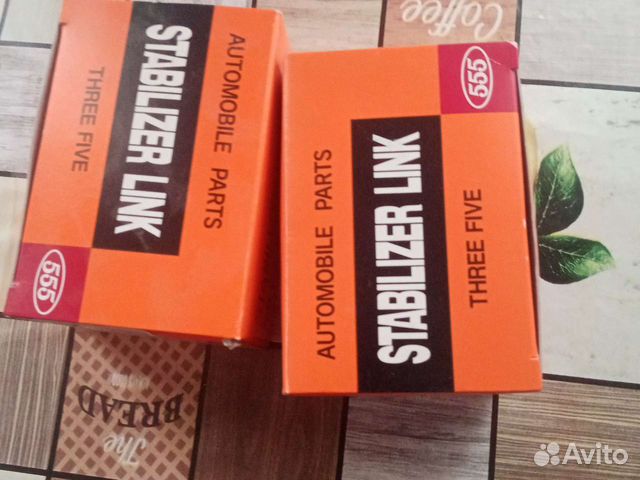 AUTOMOBILE PARTS
STABILIZER LINK
THREE FIVE
555
AUTOMOBILE PARTS
STABILIZER LINK
THREE FIVE
555
Coffee
The
BREAD
Avito